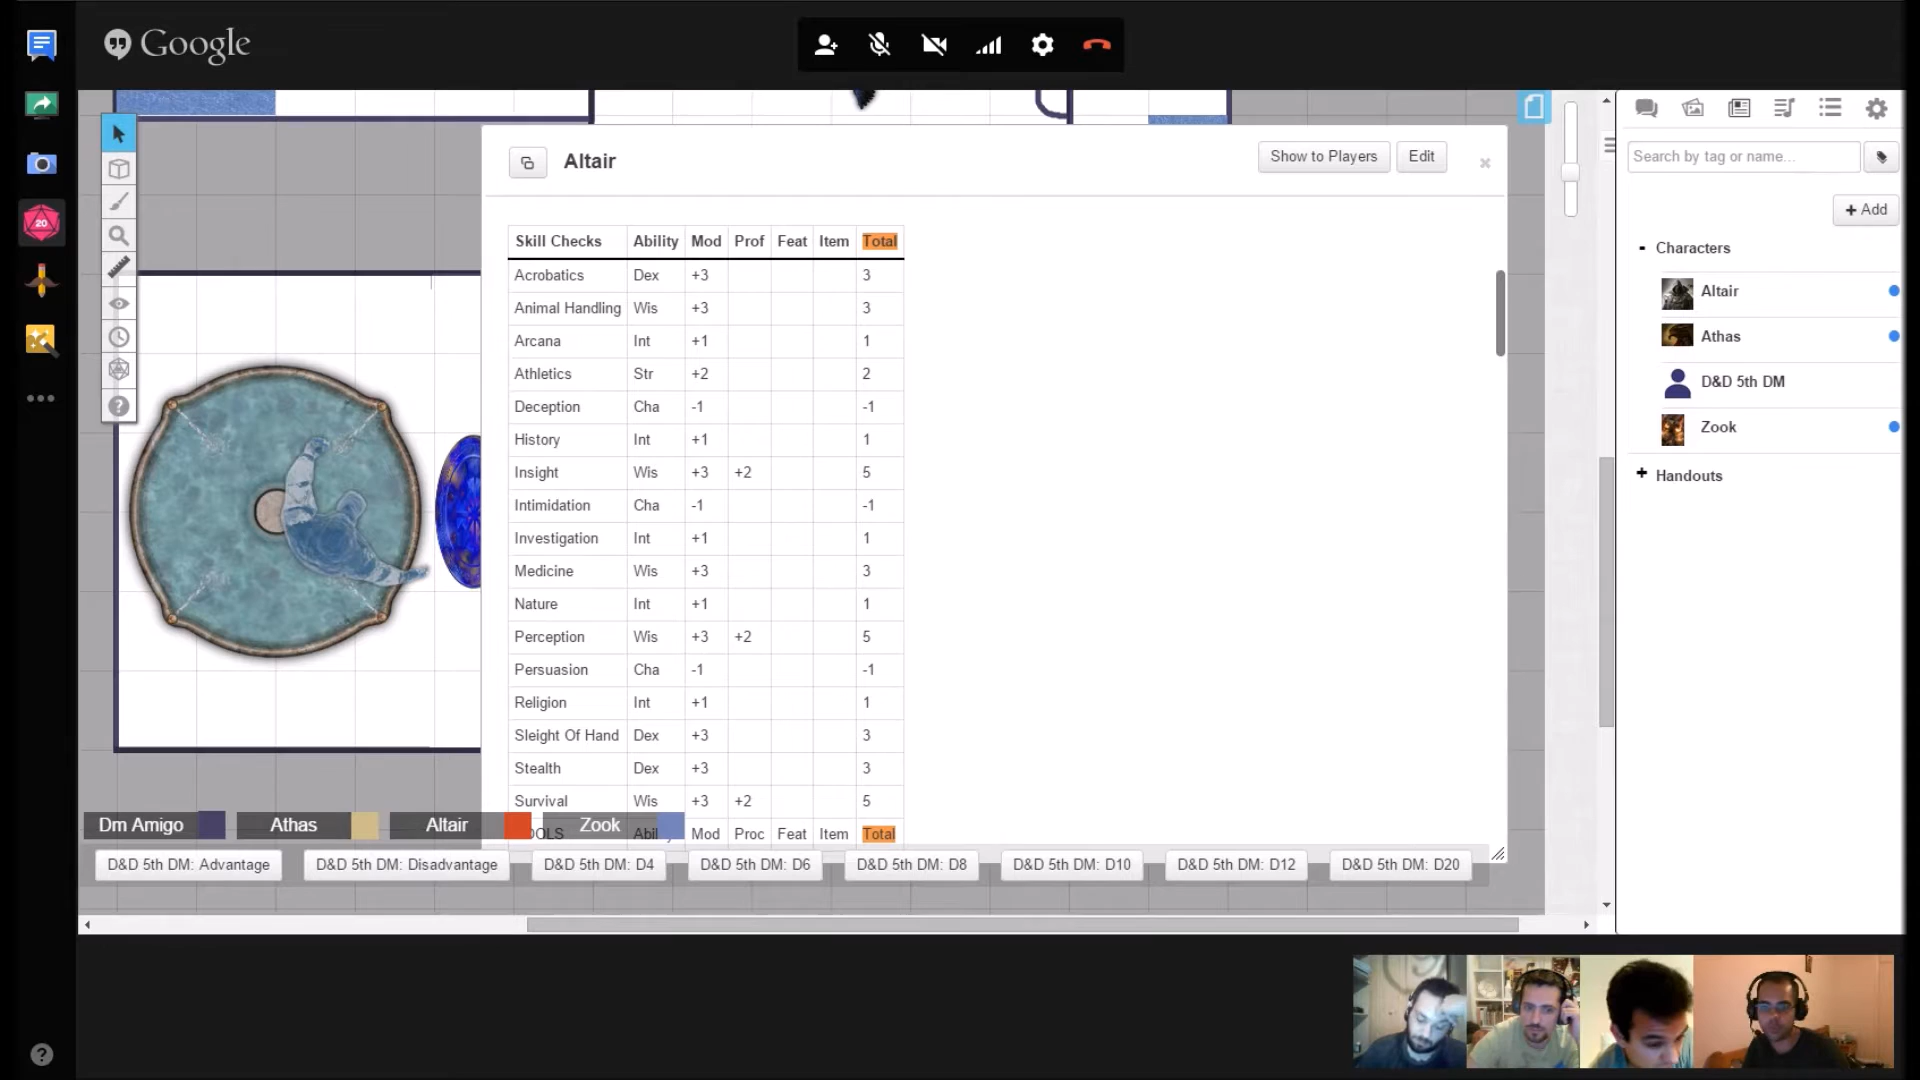 Google
Altair
Show to Players
Edit
Search by tag or name...
+ Add
Skill Checks Ability Mod Prof Feat Item Total
Acrobatics Dex +3 3
Animal Handling Wis +3 3
Arcana Int +1 1
Athletics Str +2 2
Deception Cha -1 -1
History Int +1 1
Insight Wis +3 +2 5
Intimidation Cha -1 -1
Investigation Int +1 1
Medicine Wis +3 3
Nature Int +1 1
Perception Wis +3 +2 5
Persuasion Cha -1 -1
Religion Int +1 1
Sleight Of Hand Dex +3 3
Stealth Dex +3 3
Survival Wis +3 +2 5
Mod Proc Feat Item Total
Characters
Altair
Athas
D&D 5th DM
Zook
Handouts
Dm Amigo Athas Altair Zook
D&D 5th DM: Advantage D&D 5th DM: Disadvantage D&D 5th DM: D4 D&D 5th DM: D6 D&D 5th DM: D8 D&D 5th DM: D10 D&D 5th DM: D12 D&D 5th DM: D20
20